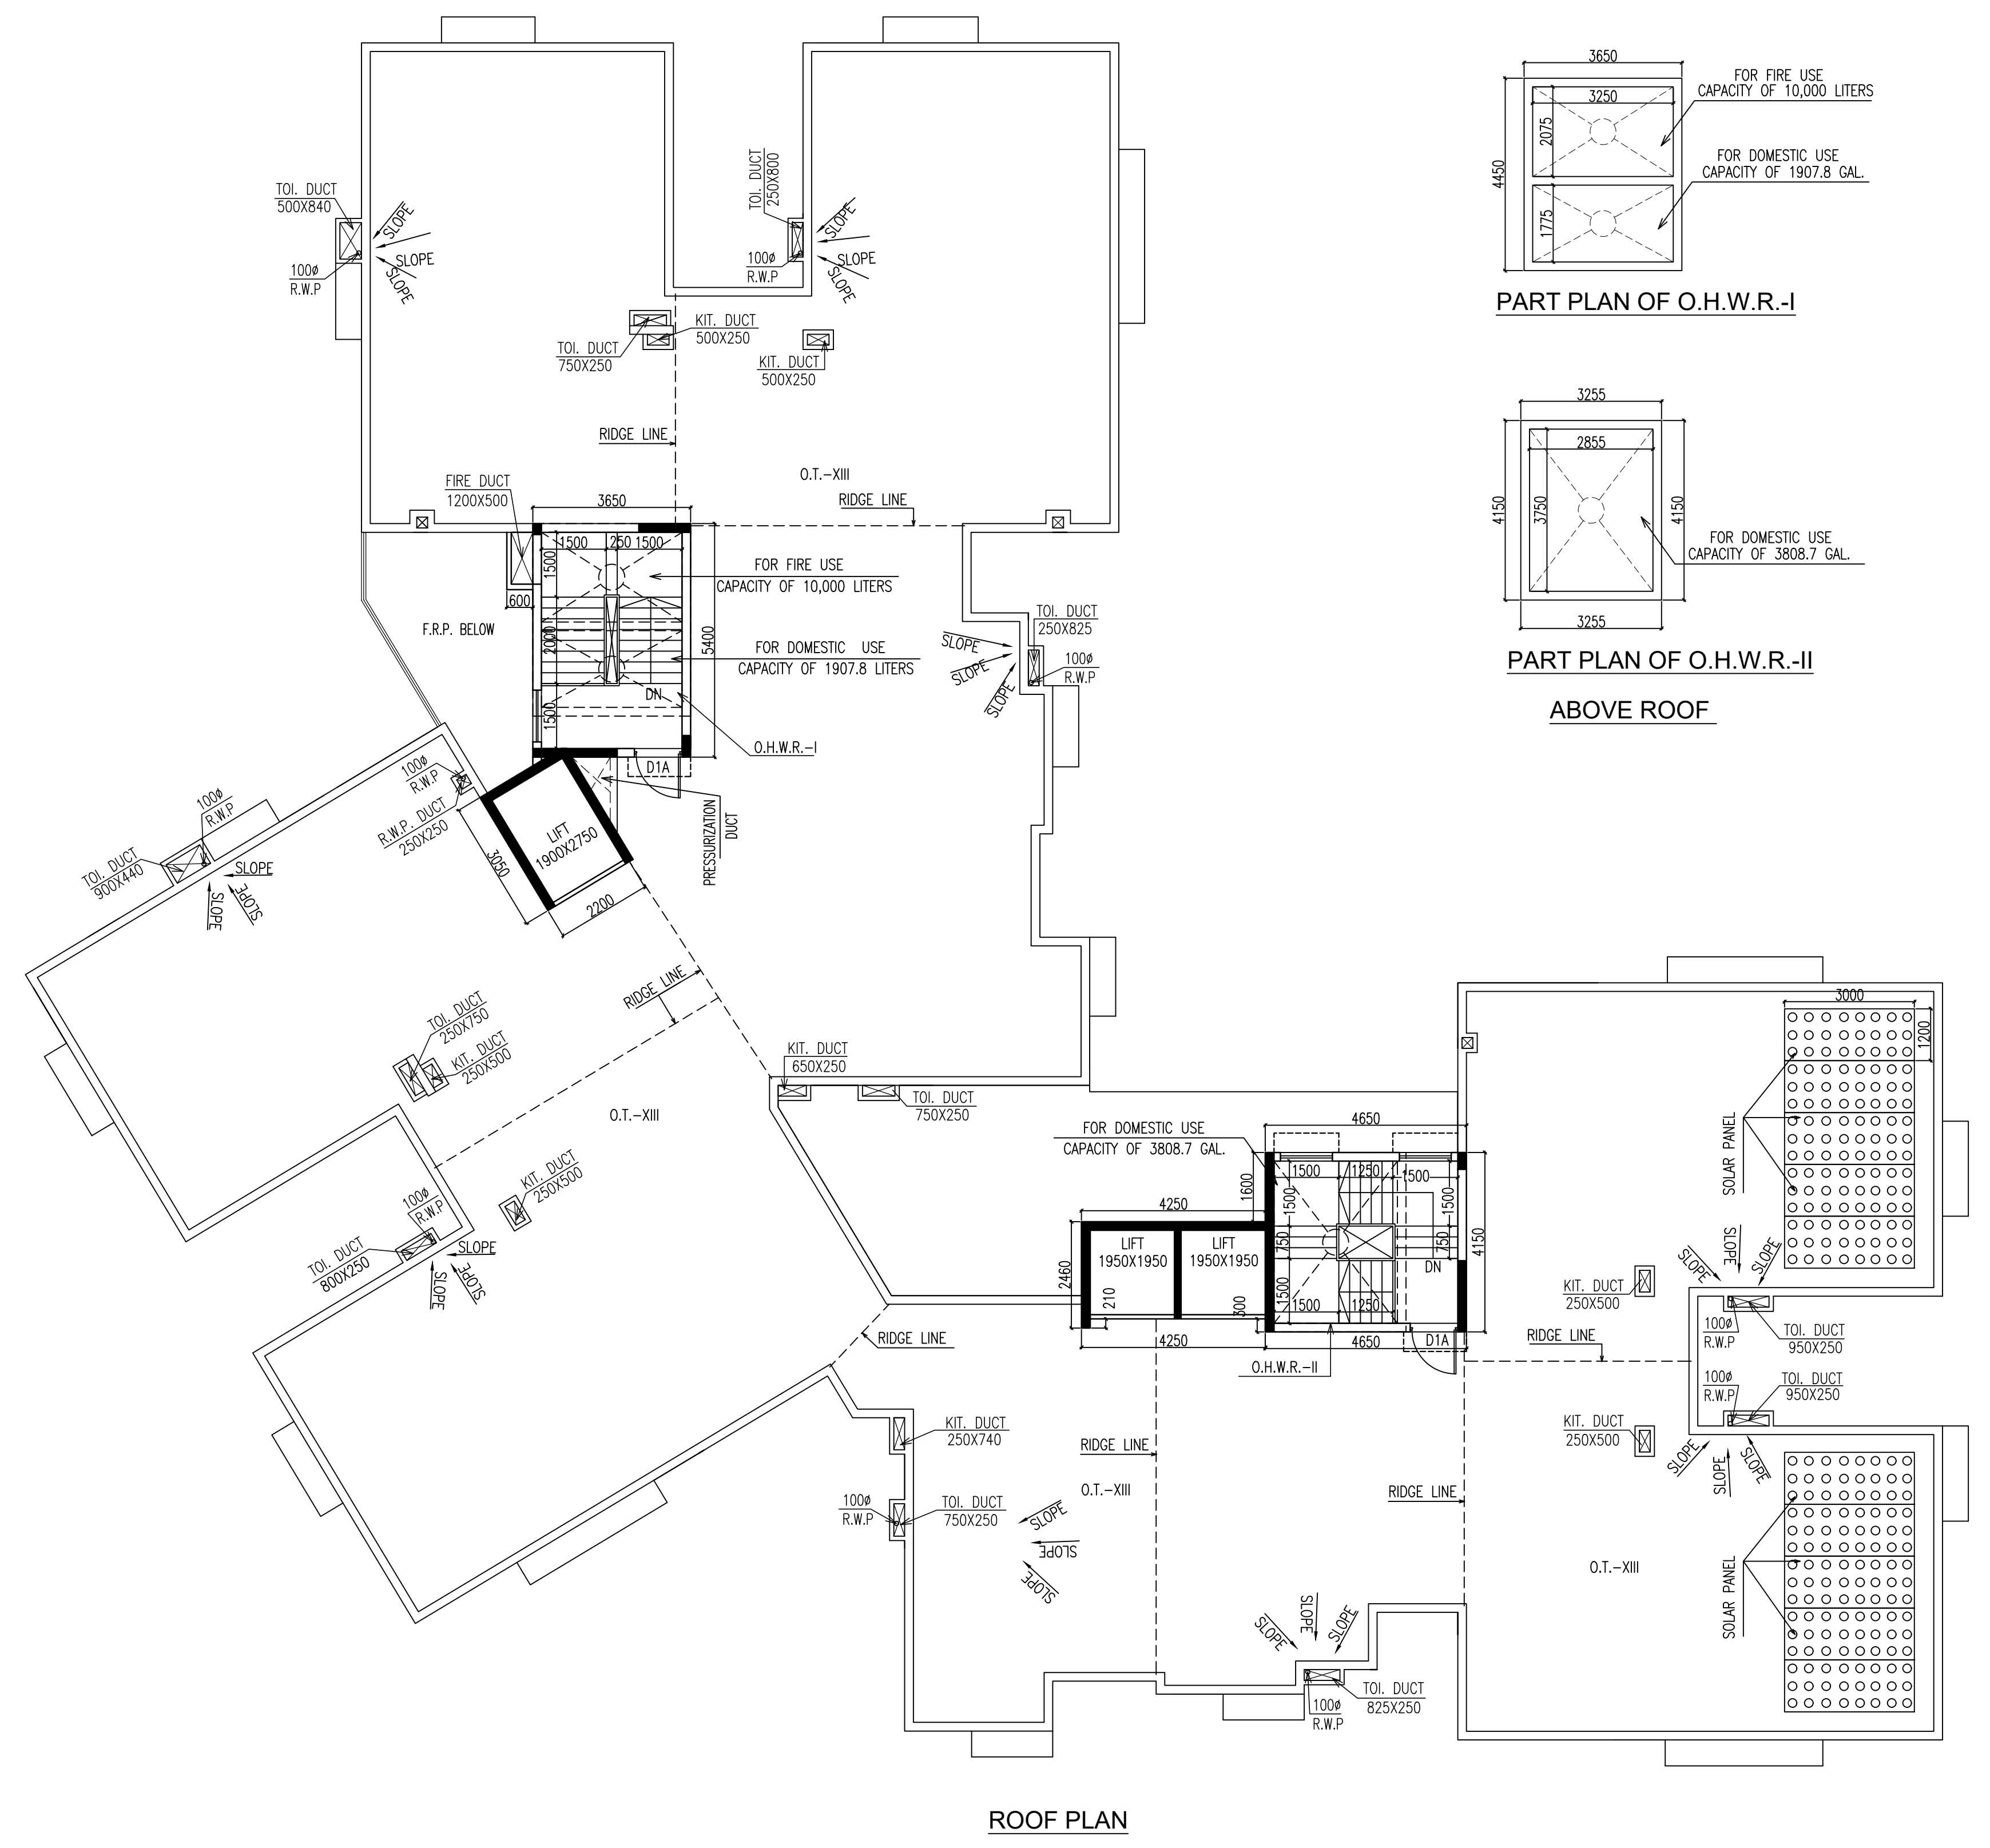 3650
FOR FIRE USE
CAPACITY OF 10,000 LITERS
3250
2075
4450
FOR DOMESTIC USE
CAPACITY OF 1907.8 GAL.
1775
PART PLAN OF O.H.W.R.-I
3255
2855
4150
3750
4150
FOR DOMESTIC USE
CAPACITY OF 3808.7 GAL.
3255
PART PLAN OF O.H.W.R.-II
ABOVE ROOF
TOI. DUCT
500X840
SLOPE
SLOPE
SLOPE
100ø
R.W.P
TOI. DUCT
250X800
SLOPE
SLOPE
100ø
R.W.P
KIT. DUCT
500X250
TOI. DUCT
750X250
KIT. DUCT
500X250
RIDGE LINE
O.T.-XIII
RIDGE LINE
FIRE DUCT
1200X500
3650
1500
250
1500
1500
FOR FIRE USE
CAPACITY OF 10,000 LITERS
600
F.R.P. BELOW
2000
5400
FOR DOMESTIC USE
CAPACITY OF 1907.8 LITERS
DN
1500
O.H.W.R.-I
D1A
TOI. DUCT
250X825
SLOPE
SLOPE
SLOPE
100ø
R.W.P
PRESSURIZATION
DUCT
100ø
R.W.P
R.W.P. DUCT
250X250
LIFT
1900X2750
3050
2200
100ø
R.W.P
TOI. DUCT
900X440
SLOPE
SLOPE
SLOPE
RIDGE LINE
TOI. DUCT
250X750
KIT. DUCT
250X500
O.T.-XIII
KIT. DUCT
250X500
100ø
R.W.P
TOI. DUCT
800X250
SLOPE
SLOPE
SLOPE
KIT. DUCT
650X250
TOI. DUCT
750X250
FOR DOMESTIC USE
CAPACITY OF 3808.7 GAL.
4650
1600
1500
1250
1500
1500
1500
4250
LIFT
1950X1950
LIFT
1950X1950
2460
210
300
750
750
4150
DN
1500
1500
1250
4250
4650
D1A
O.H.W.R.-II
RIDGE LINE
3000
1200
SOLAR PANEL
SLOPE
SLOPE
SLOPE
KIT. DUCT
250X500
RIDGE LINE
100ø
R.W.P
TOI. DUCT
950X250
100ø
R.W.P
TOI. DUCT
950X250
KIT. DUCT
250X500
SLOPE
SLOPE
SLOPE
KIT. DUCT
250X740
RIDGE LINE
O.T.-XIII
RIDGE LINE
100ø
R.W.P
TOI. DUCT
750X250
SLOPE
SLOPE
SLOPE
O.T.-XIII
SOLAR PANEL
SLOPE
SLOPE
SLOPE
TOI. DUCT
825X250
100ø
R.W.P
ROOF PLAN